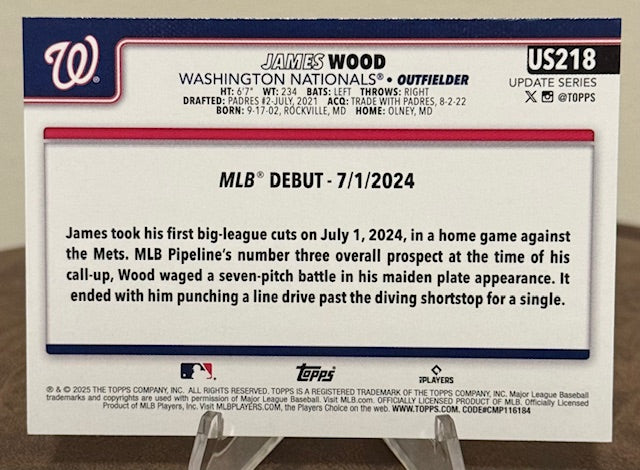 W
JAMES WOOD
US218
WASHINGTON NATIONALS® • OUTFIELDER
UPDATE SERIES
HT: 6'7" WT: 234 BATS: LEFT THROWS: RIGHT
@TOPPS
DRAFTED: PADRES #2-JULY, 2021 ACQ: TRADE WITH PADRES, 8-2-22
BORN: 9-17-02, ROCKVILLE, MD HOME: OLNEY, MD
MLB® DEBUT - 7/1/2024
James took his first big-league cuts on July 1, 2024, in a home game against
the Mets. MLB Pipeline's number three overall prospect at the time of his
call-up, Wood waged a seven-pitch battle in his maiden plate appearance. It
ended with him punching a line drive past the diving shortstop for a single.
topps
PLAYERS
® & © 2025 THE TOPPS COMPANY, INC. ALL RIGHTS RESERVED. TOPPS IS A REGISTERED TRADEMARK OF THE TOPPS COMPANY, INC. Major League Baseball
trademarks and copyrights are used with permission of Major League Baseball. Visit MLB.com. OFFICIALLY LICENSED PRODUCT OF MLB. Officially Licensed
Product of MLB Players, Inc. Visit MLBPLAYERS.COM, the Players Choice on the web. WWW.TOPPS.COM. CODE#CMP116184